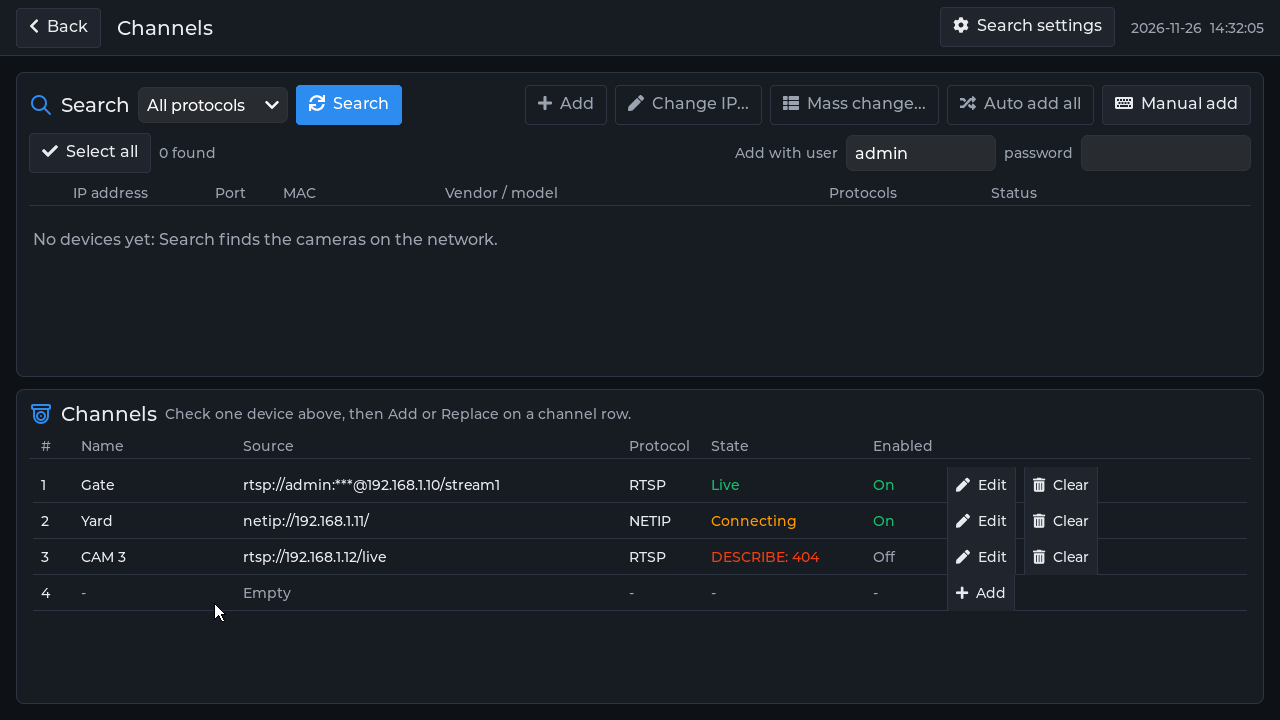 Back Channels Search settings 2026-11-26 14:32:05
Search All protocols Search Add Change IP... Mass change... Auto add all Manual add
Select all 0 found Add with user admin password
IP address Port MAC Vendor / model Protocols Status
No devices yet: Search finds the cameras on the network.
Channels Check one device above, then Add or Replace on a channel row.
# Name Source Protocol State Enabled
1 Gate rtsp://admin:***@192.168.1.10/stream1 RTSP Live On Edit Clear
2 Yard netip://192.168.1.11/ NETIP Connecting On Edit Clear
3 CAM 3 rtsp://192.168.1.12/live RTSP DESCRIBE: 404 Off Edit Clear
4 - Empty - - - Add